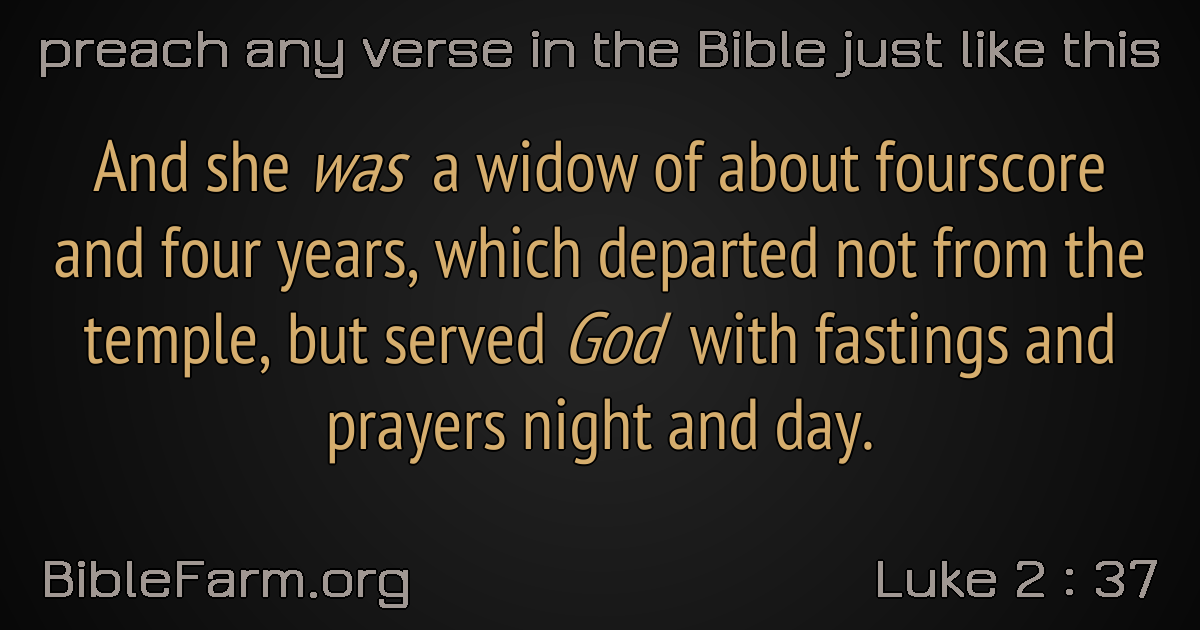 preach any verse in the Bible just like this
And she was a widow of about fourscore
and four years, which departed not from the
temple, but served God with fastings and
prayers night and day.
BibleFarm.org
Luke 2 : 37